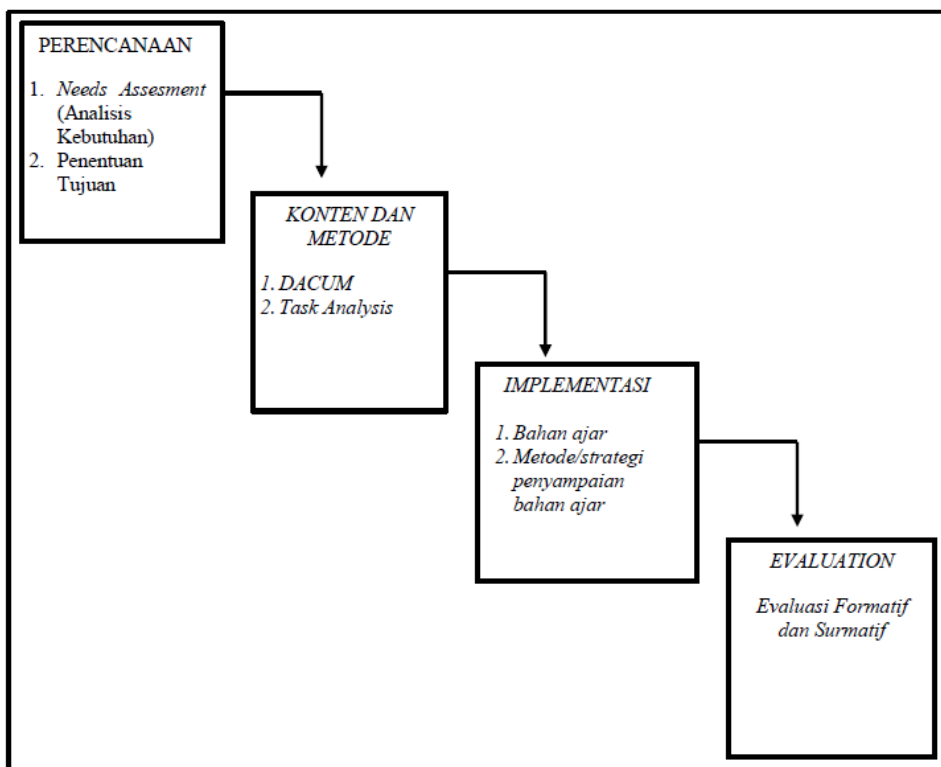 PERENCANAAN
1. Needs Assesment
(Analisis
Kebutuhan)
2. Penentuan
Tujuan
KONTEN DAN
METODE
1. DACUM
2. Task Analysis
IMPLEMENTASI
1. Bahan ajar
2. Metode/strategi
penyampaian
bahan ajar
EVALUATION
Evaluasi Formatif
dan Surmatif